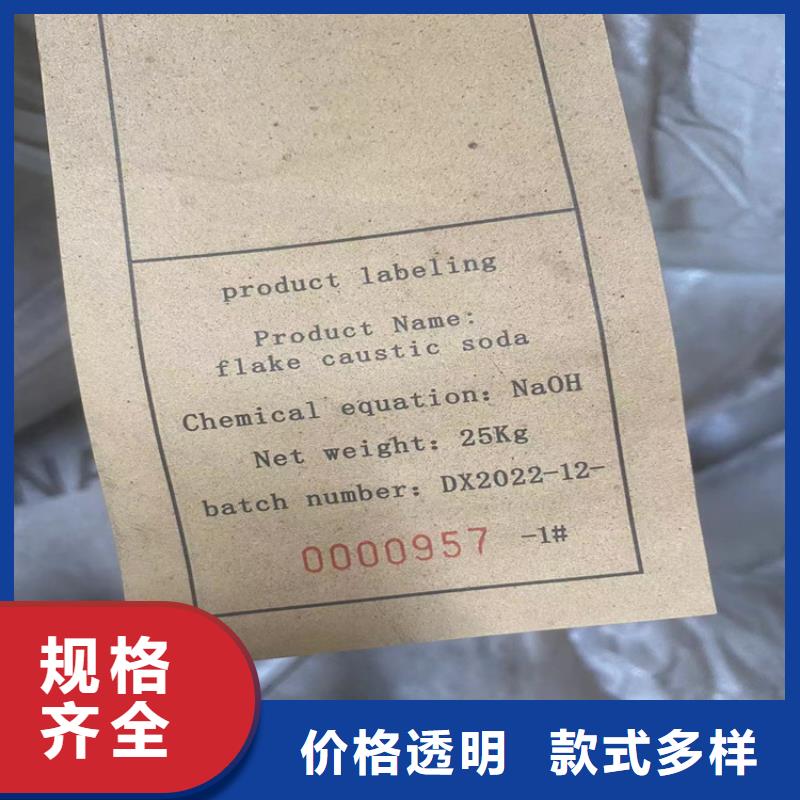 product labeling
Product Name:
flake caustic soda
Chemical equation: NaOH
Net weight: 25Kg
batch number: DX2022-12-
0000957 -1#
NA
规格
齐全
价格透明 款式多样